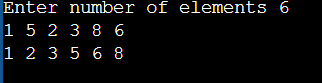 Enter number of elements 6
1 5 2 3 8 6
1 2 3 5 6 8